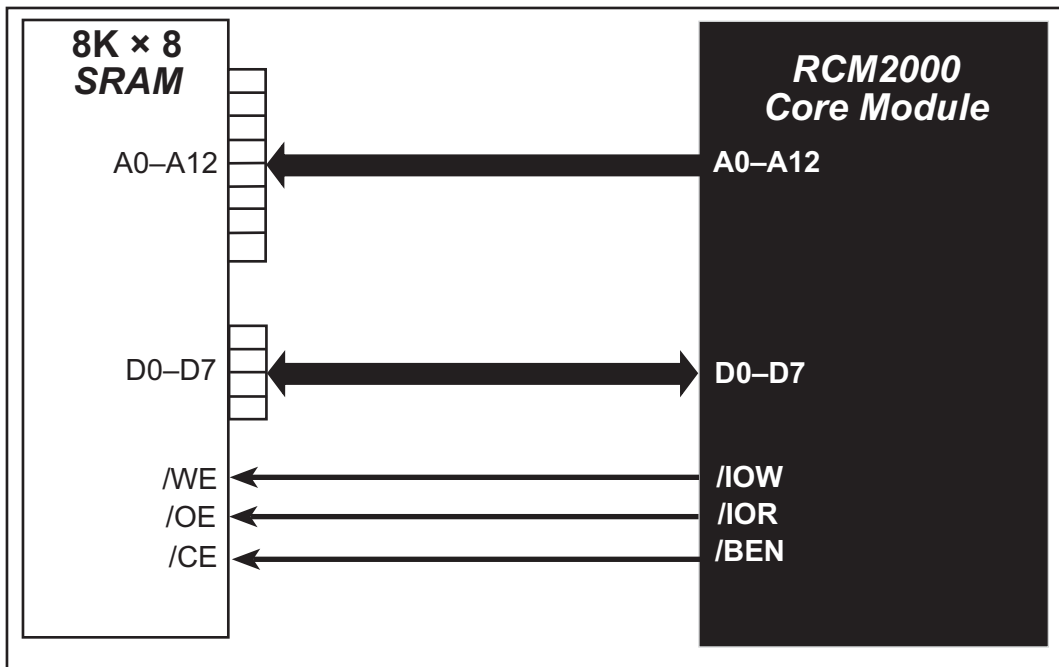 8K × 8
SRAM
A0–A12
D0–D7
/WE
/OE
/CE
RCM2000
Core Module
A0–A12
D0–D7
/IOW
/IOR
/BEN